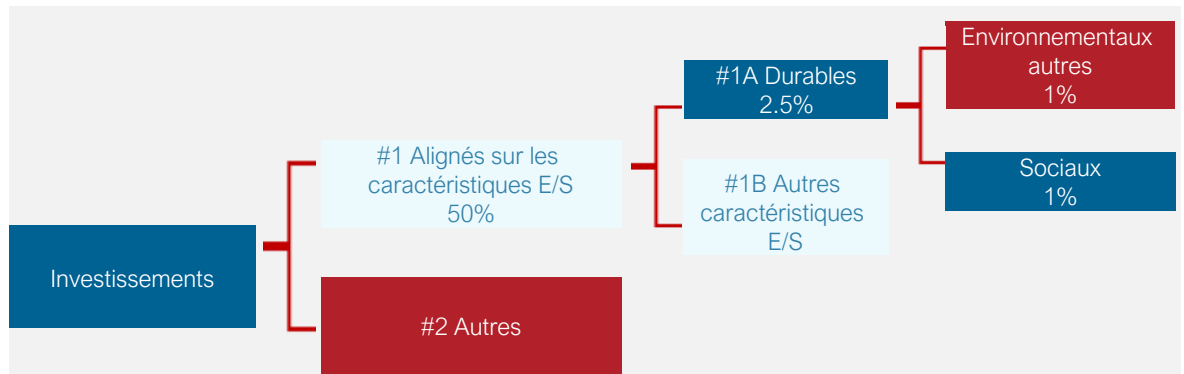 Investissements
#1 Alignés sur les
caractéristiques E/S
50%
#2 Autres
#1A Durables
2.5%
#1B Autres
caractéristiques
E/S
Environnementaux
autres
1%
Sociaux
1%